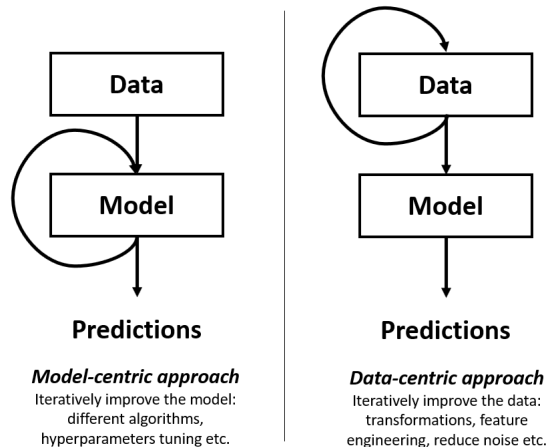 Data
Model
Predictions
Model-centric approach
Iteratively improve the model:
different algorithms,
hyperparameters tuning etc.
Data
Model
Predictions
Data-centric approach
Iteratively improve the data:
transformations, feature
engineering, reduce noise etc.